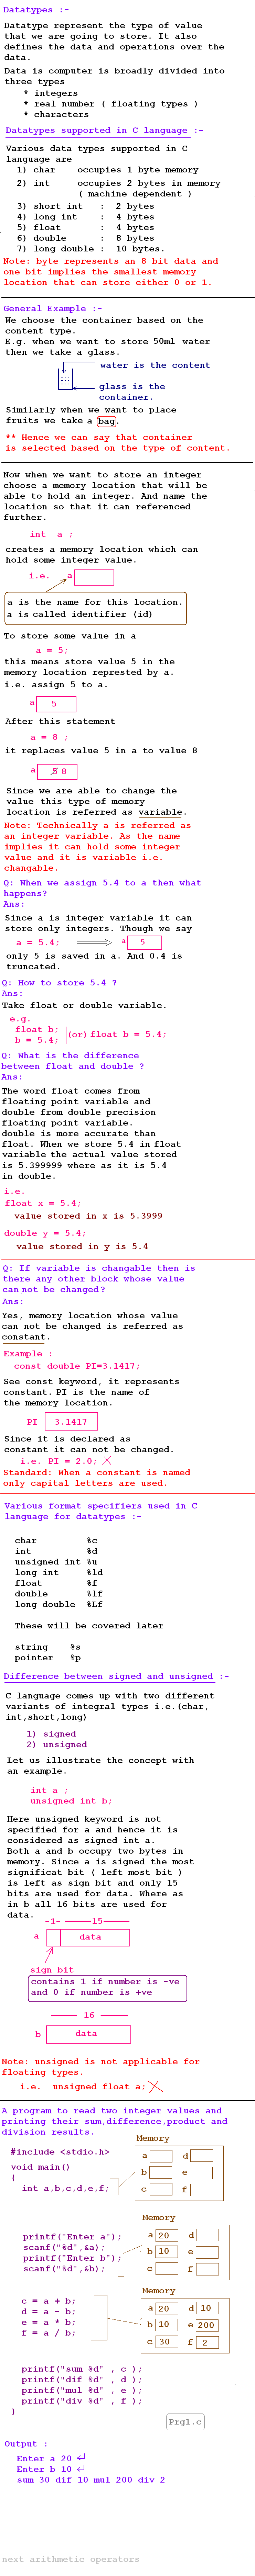 Datatypes :-
Datatype represent the type of value
that we are going to store. It also
defines the data and operations over the
data.
Data is computer is broadly divided into
three types
* integers
* real number ( floating types )
* characters
Datatypes supported in C language :-
Various data types supported in C
language are
1) char occupies 1 byte memory
2) int occupies 2 bytes in memory
( machine dependent )
3) short int : 2 bytes
4) long int : 4 bytes
5) float : 4 bytes
6) double : 8 bytes
7) long double : 10 bytes.
Note: byte represents an 8 bit data and
one bit implies the smallest memory
location that can store either 0 or 1.
General Example :-
We choose the container based on the
content type.
E.g. when we want to store 50ml water
then we take a glass.
water is the content
glass is the
container.
Similarly when we want to place
fruits we take a bag.
** Hence we can say that container
is selected based on the type of content.
Now when we want to store an integer
choose a memory location that will be
able to hold an integer. And name the
location so that it can referenced
further.
int a ;
creates a memory location which can
hold some integer value.
i.e. a
a is the name for this location.
a is called identifier (id)
To store some value in a
a = 5;
this means store value 5 in the
memory location represted by a.
i.e. assign 5 to a.
a 5
After this statement
a = 8 ;
it replaces value 5 in a to value 8
a 5 8
Since we are able to change the
value this type of memory
location is referred as variable.
Note: Technically a is referred as
an integer variable. As the name
implies it can hold some integer
value and it is variable i.e.
changable.
Q: When we assign 5.4 to a then what
happens?
Ans:
Since a is integer variable it can
store only integers. Though we say
a = 5.4; a 5
only 5 is saved in a. And 0.4 is
truncated.
Q: How to store 5.4 ?
Ans:
Take float or double variable.
e.g.
float b;
b = 5.4; (or) float b = 5.4;
Q: What is the difference
between float and double ?
Ans:
The word float comes from
floating point variable and
double from double precision
floating point variable.
double is more accurate than
float. When we store 5.4 in float
variable the actual value stored
is 5.399999 where as it is 5.4
in double.
i.e.
float x = 5.4;
value stored in x is 5.3999
double y = 5.4;
value stored in y is 5.4
Q: If variable is changable then is
there any other block whose value
can not be changed?
Ans:
Yes, memory location whose value
can not be changed is referred as
constant.
Example :
const double PI=3.1417;
See const keyword, it represents
constant. PI is the name of
the memory location.
PI 3.1417
Since it is declared as
constant it can not be changed.
i.e. PI = 2.0;
Standard: When a constant is named
only capital letters are used.
Various format specifiers used in C
language for datatypes :-
char %c
int %d
unsigned int %u
long int %ld
float %f
double %lf
long double %Lf
These will be covered later
string %s
pointer %p
Difference between signed and unsigned :-
C language comes up with two different
variants of integral types i.e.(char,
int,short,long)
1) signed
2) unsigned
Let us illustrate the concept with
an example.
int a ;
unsigned int b;
Here unsigned keyword is not
specified for a and hence it is
considered as signed int a.
Both a and b occupy two bytes in
memory. Since a is signed the most
significat bit ( left most bit )
is left as sign bit and only 15
bits are used for data. Where as
in b all 16 bits are used for
data.
1 15
a data
sign bit
contains 1 if number is -ve
and 0 if number is +ve
16
b data
Note: unsigned is not applicable for
floating types.
i.e. unsigned float a;
A program to read two integer values and
printing their sum,difference,product and
division results.
Memory
#include <stdio.h>
void main()
{
int a,b,c,d,e,f;
a d
b e
c f
Memory
printf("Enter a");
scanf("%d",&a);
printf("Enter b");
scanf("%d",&b);
a 20 d
b 10 e
c f
Memory
c = a + b;
d = a - b;
e = a * b;
f = a / b;
a 20 d 10
b 10 e 200
c 30 f 2
printf("sum %d" , c );
printf("dif %d" , d );
printf("mul %d" , e );
printf("div %d" , f );
}
Prg1.c
Output :
Enter a 20 ↵
Enter b 10 ↵
sum 30 dif 10 mul 200 div 2
next arithmetic operators